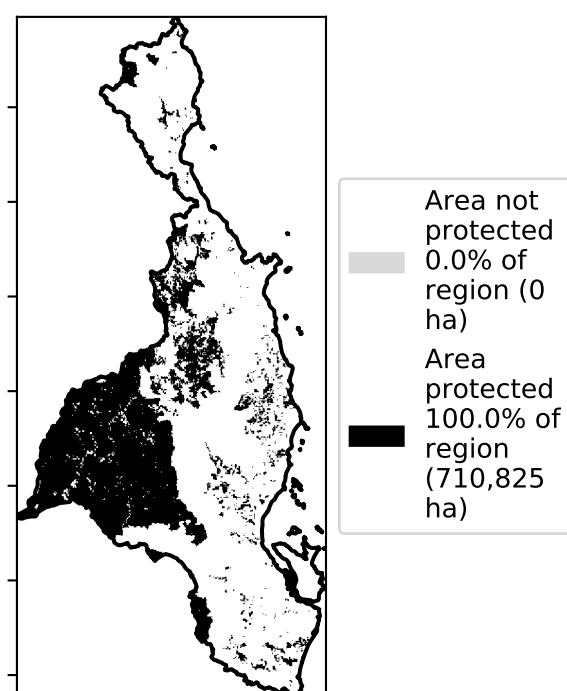 Area not
protected
0.0% of
region (0
ha)
Area
protected
100.0% of
region
(710,825
ha)